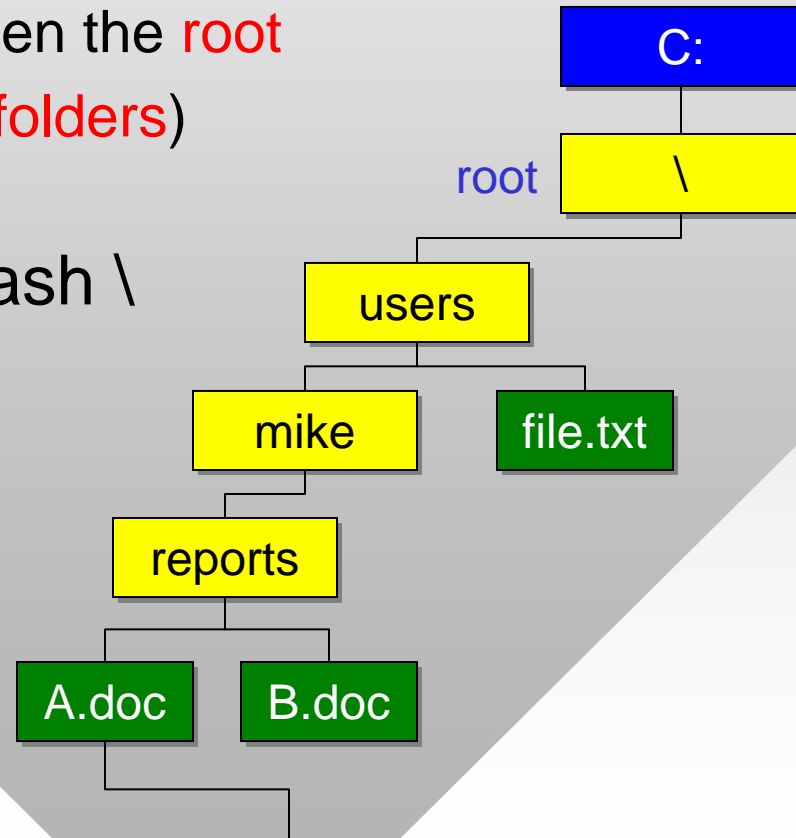 en the root
folders)
ash \
C:
root \
users
mike file.txt
reports
A.doc B.doc